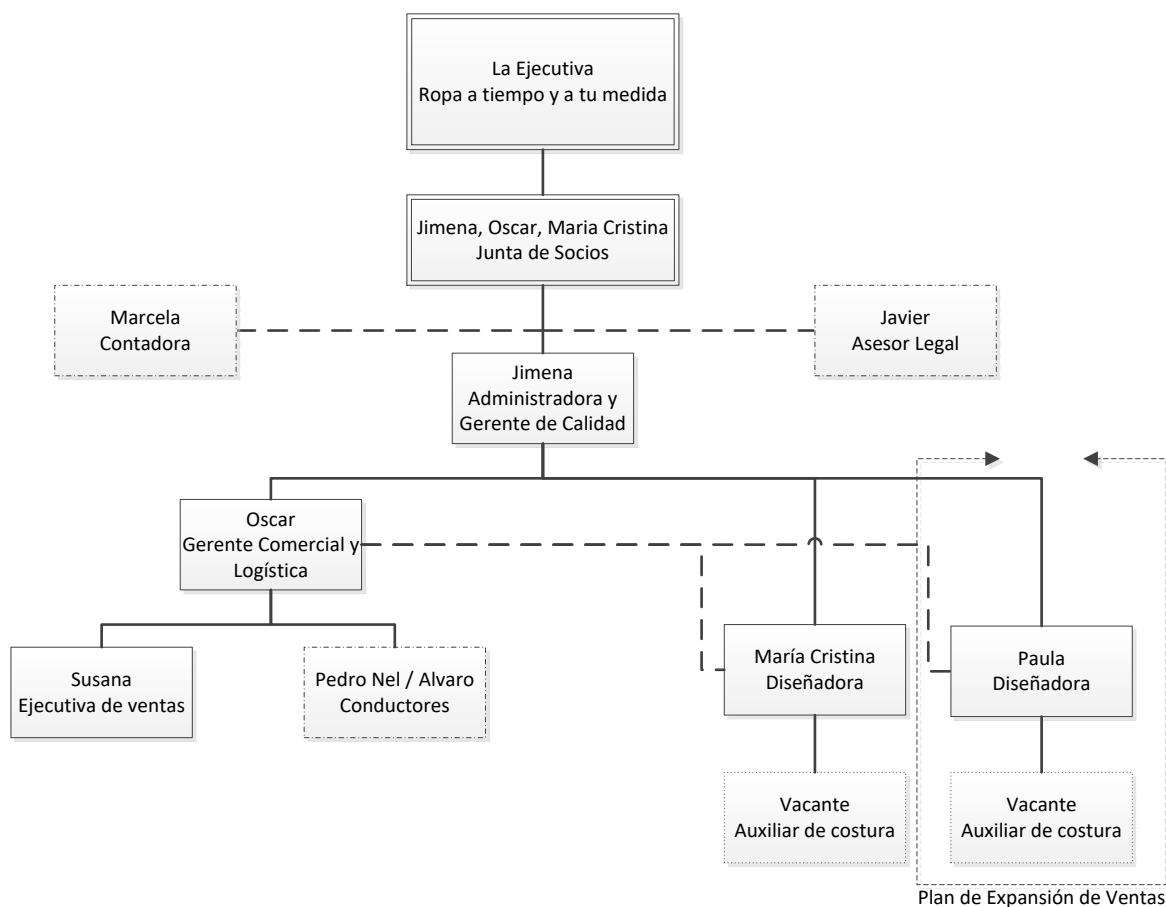 La Ejecutiva
Ropa a tiempo y a tu medida
Jimena, Oscar, Maria Cristina
Junta de Socios
Marcela
Contadora
Javier
Asesor Legal
Jimena
Administradora y
Gerente de Calidad
Oscar
Gerente Comercial y
Logística
Susana
Ejecutiva de ventas
Pedro Nel / Alvaro
Conductores
María Cristina
Diseñadora
Paula
Diseñadora
Vacante
Auxiliar de costura
Vacante
Auxiliar de costura
Plan de Expansión de Ventas